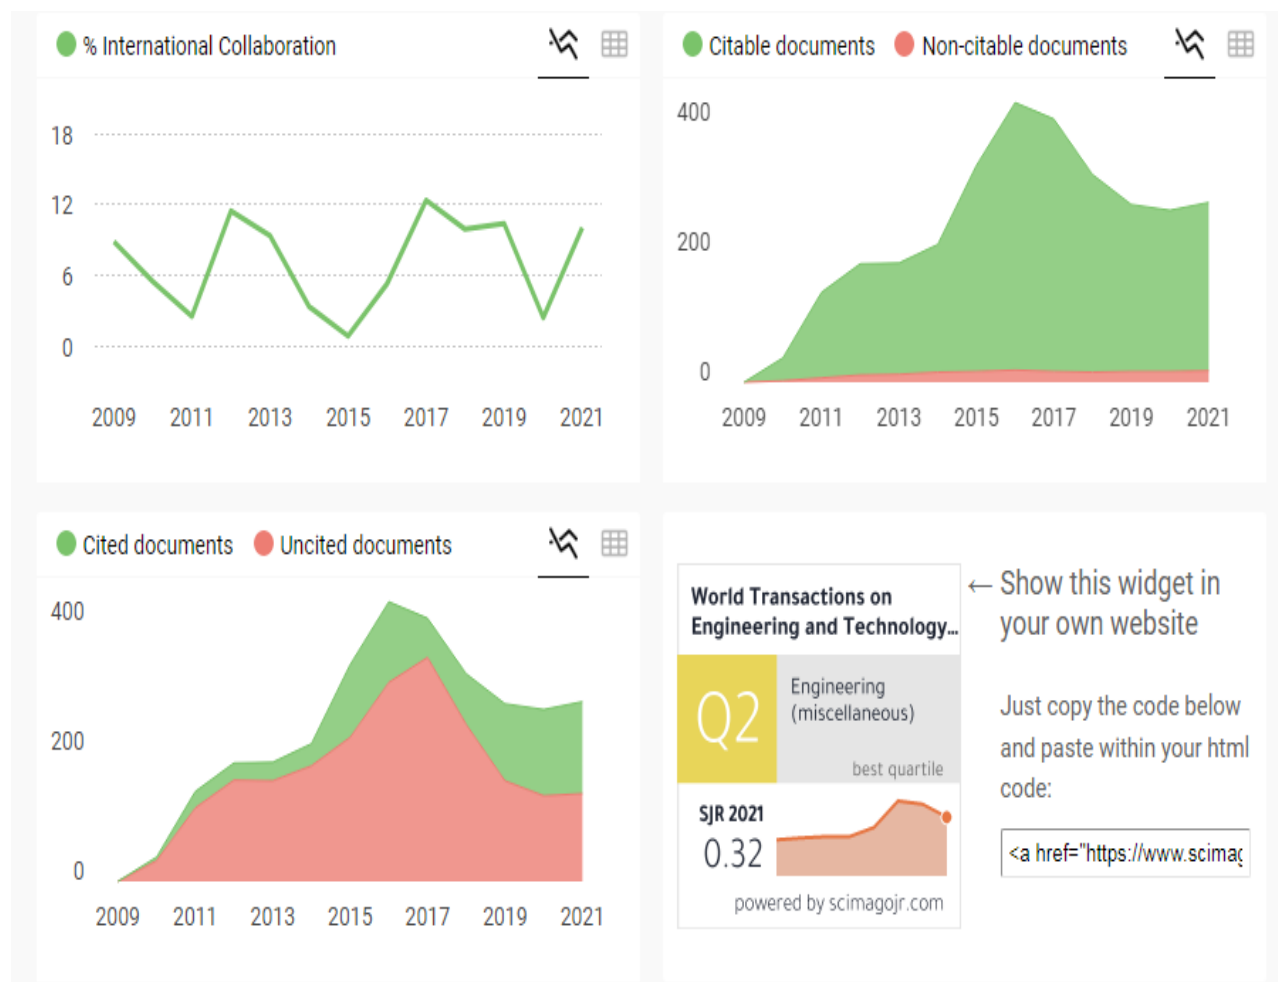 % International Collaboration
18
12
6
0
2009 2011 2013 2015 2017 2019 2021
Citable documents Non-citable documents
400
200
0
2009 2011 2013 2015 2017 2019 2021
Cited documents Uncited documents
400
200
0
2009 2011 2013 2015 2017 2019 2021
World Transactions on
Engineering and Technology...
Q2
Engineering
(miscellaneous)
best quartile
SJR 2021
0.32
powered by scimagojr.com
← Show this widget in
your own website
Just copy the code below
and paste within your html
code:
<a href="https://www.scimag